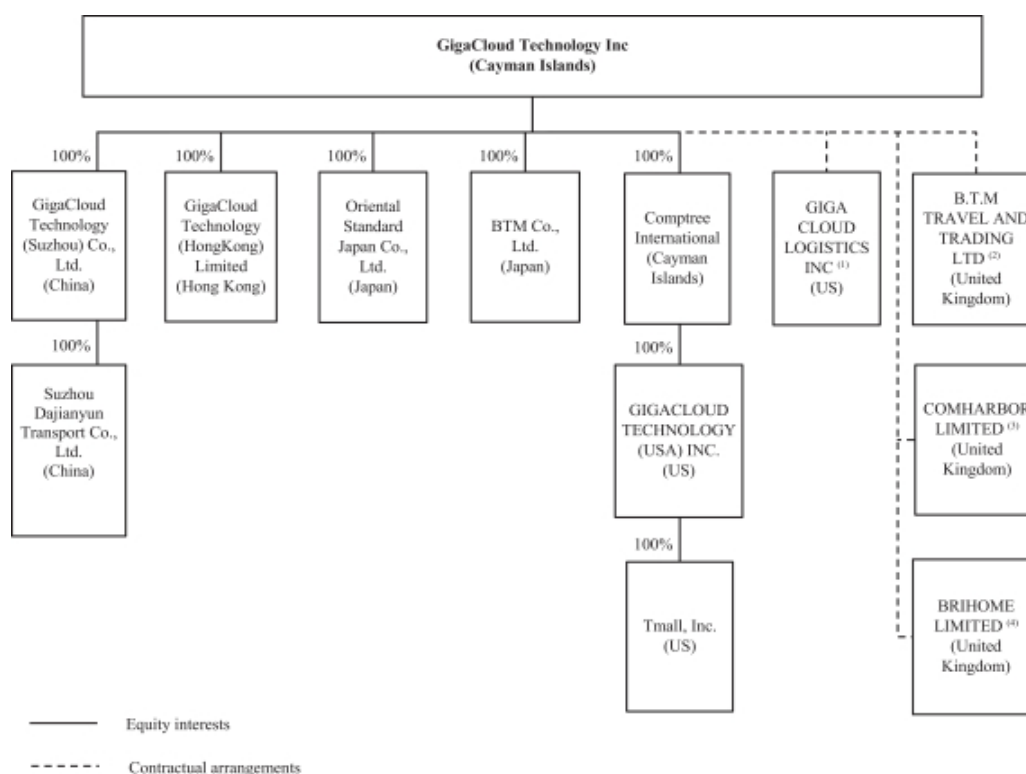 GigaCloud Technology Inc
(Cayman Islands)
100%
100%
100%
100%
100%
GigaCloud
Technology
(Suzhou) Co.,
Ltd.
(China)
GigaCloud
Technology
(HongKong)
Limited
(Hong Kong)
Oriental
Standard
Japan Co.,
Ltd.
(Japan)
BTM Co.,
Ltd.
(Japan)
Comptree
International
(Cayman
Islands)
GIGA
CLOUD
LOGISTICS
INC (1)
(US)
B.T.M
TRAVEL AND
TRADING
LTD (2)
(United
Kingdom)
100%
100%
Suzhou
Dajianyun
Transport Co.,
Ltd.
(China)
GIGACLOUD
TECHNOLOGY
(USA) INC.
(US)
COMHARBOR
LIMITED (3)
(United
Kingdom)
100%
Tmall, Inc.
(US)
BRIHOME
LIMITED (4)
(United
Kingdom)
Equity interests
Contractual arrangements